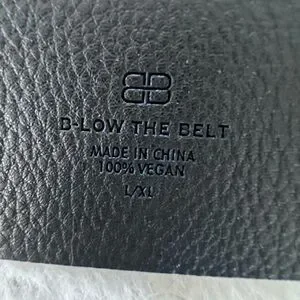 B-LOW THE BELT
MADE IN CHINA
100% VEGAN
L/XL